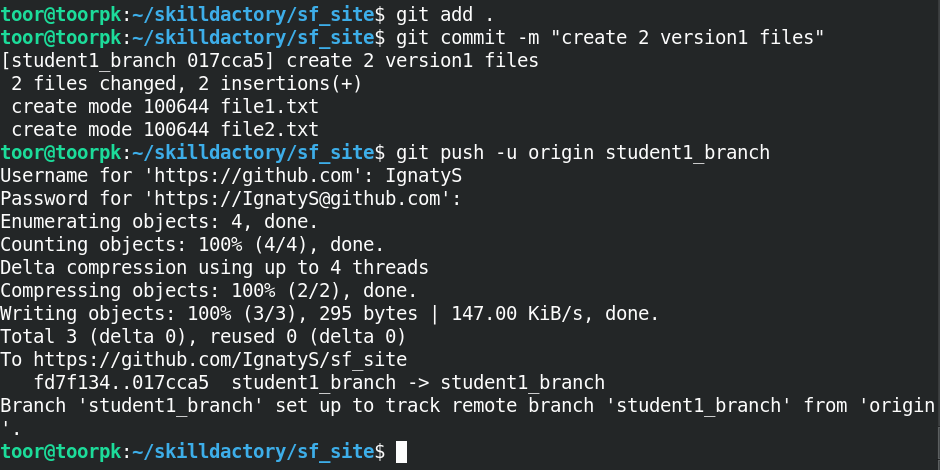 toor@toorpk:~/skilldactory/sf_site$ git add .
toor@toorpk:~/skilldactory/sf_site$ git commit -m "create 2 version1 files"
[student1_branch 017cca5] create 2 version1 files
 2 files changed, 2 insertions(+)
 create mode 100644 file1.txt
 create mode 100644 file2.txt
toor@toorpk:~/skilldactory/sf_site$ git push -u origin student1_branch
Username for 'https://github.com': IgnatyS
Password for 'https://IgnatyS@github.com':
Enumerating objects: 4, done.
Counting objects: 100% (4/4), done.
Delta compression using up to 4 threads
Compressing objects: 100% (2/2), done.
Writing objects: 100% (3/3), 295 bytes | 147.00 KiB/s, done.
Total 3 (delta 0), reused 0 (delta 0)
To https://github.com/IgnatyS/sf_site
   fd7f134..017cca5  student1_branch -> student1_branch
Branch 'student1_branch' set up to track remote branch 'student1_branch' from 'origin
'.
toor@toorpk:~/skilldactory/sf_site$